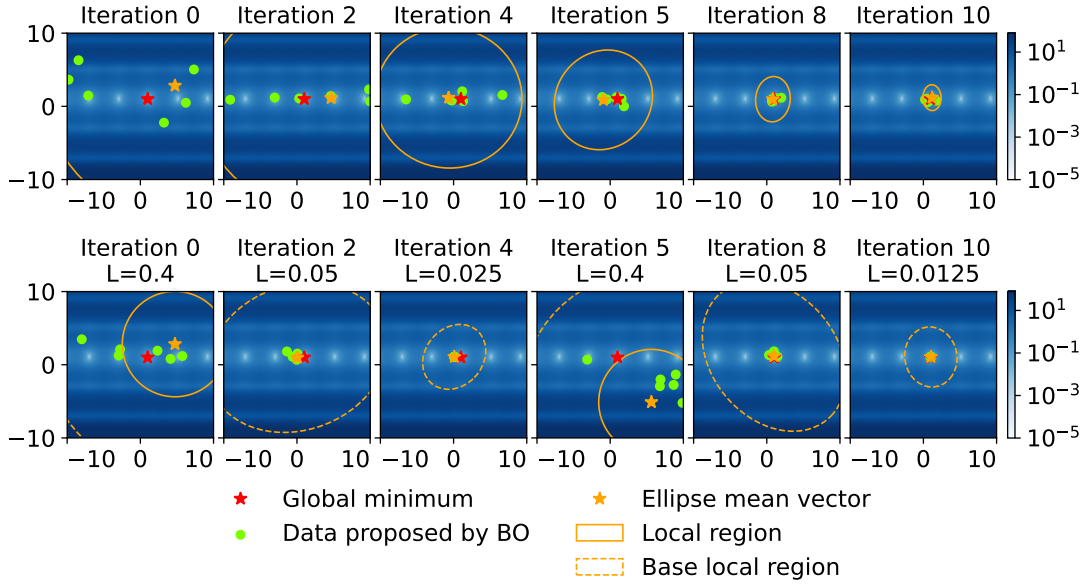 Iteration 0 Iteration 2 Iteration 4 Iteration 5 Iteration 8 Iteration 10
10
0
−10
10¹
10⁻¹
10⁻³
10⁻⁵
−10 0 10 −10 0 10 −10 0 10 −10 0 10 −10 0 10 −10 0 10
Iteration 0 Iteration 2 Iteration 4 Iteration 5 Iteration 8 Iteration 10
L=0.4 L=0.05 L=0.025 L=0.4 L=0.05 L=0.0125
10
0
−10
10¹
10⁻¹
10⁻³
10⁻⁵
−10 0 10 −10 0 10 −10 0 10 −10 0 10 −10 0 10 −10 0 10
Global minimum
Data proposed by BO
Ellipse mean vector
Local region
Base local region